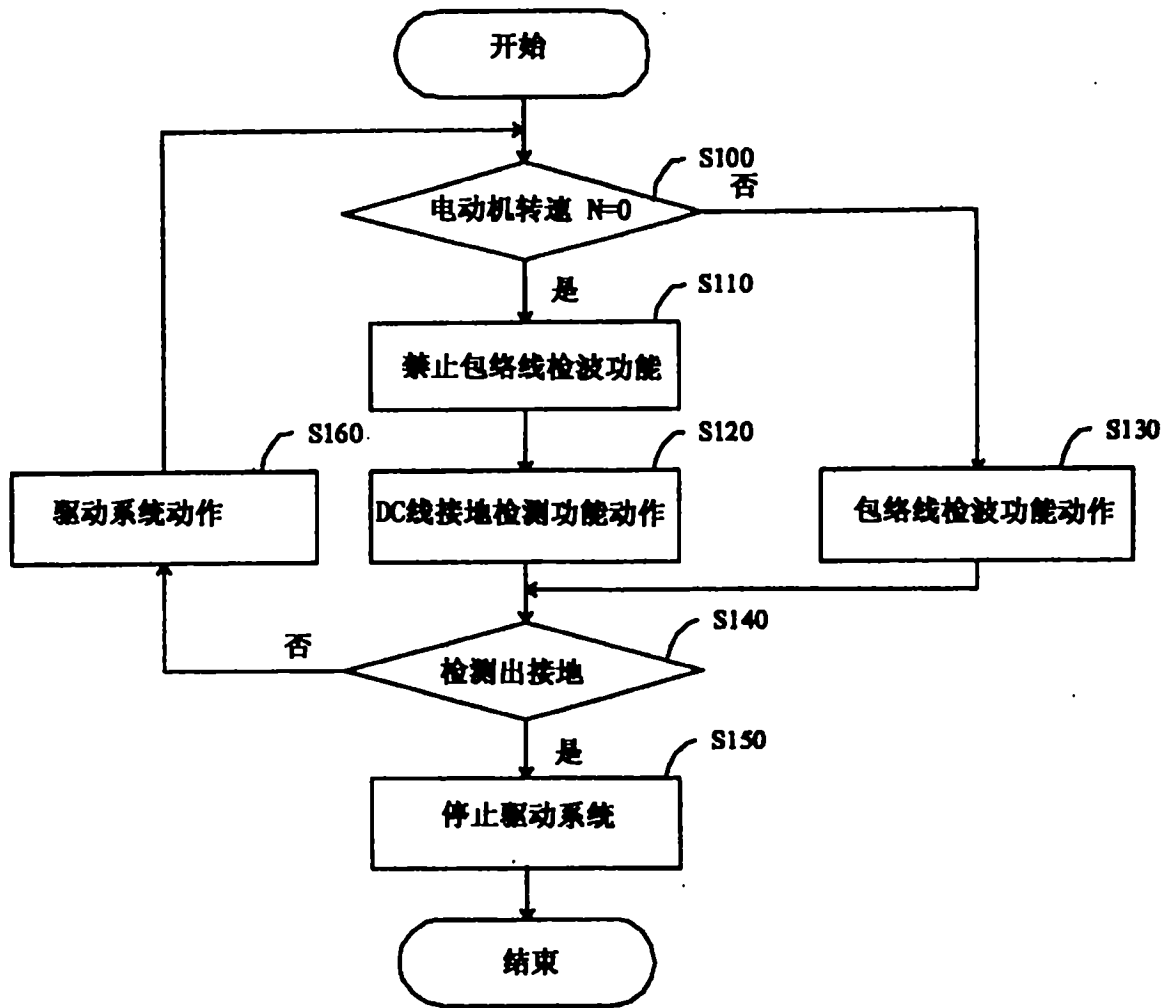 开始
S100
电动机转速 N=0
否
是
S110
禁止包络线检波功能
S120
DC线接地检测功能动作
S130
包络线检波功能动作
S160
驱动系统动作
S140
检测出接地
否
是
S150
停止驱动系统
结束